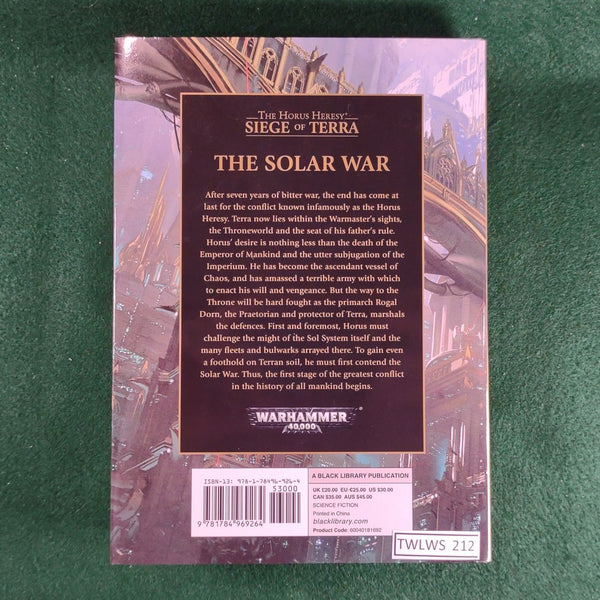 THE HORUS HERESY
SIEGE OF TERRA
THE SOLAR WAR
After seven years of bitter war, the end has come at
last for the conflict known infamously as the Horus
Heresy. Terra now lies within the Warmaster's sights,
the Throneworld and the seat of his father's rule.
Horus' desire is nothing less than the death of the
Emperor of Mankind and the utter subjugation of the
Imperium. He has become the ascendant vessel of
Chaos, and has amassed a terrible army with which
to enact his will and vengeance. But the way to the
Throne will be hard fought as the primarch Rogal
Dorn, the Praetorian and protector of Terra, marshals
the defences. First and foremost, Horus must
challenge the might of the Sol System itself and the
many fleets and bulwarks arrayed there. To gain even
a foothold on Terran soil, he must first contend the
Solar War. Thus, the first stage of the greatest conflict
in the history of all mankind begins.
WARHAMMER
40,000
ISBN-13: 978-1-78496-926-4
53000
9 781784 969264
A BLACK LIBRARY PUBLICATION
UK £20.00 EU €25.00 US $30.00
CAN $35.00 AUS $45.00
SCIENCE FICTION
Printed in China
blacklibrary.com
Product Code: 60040181692
TWLWS 212